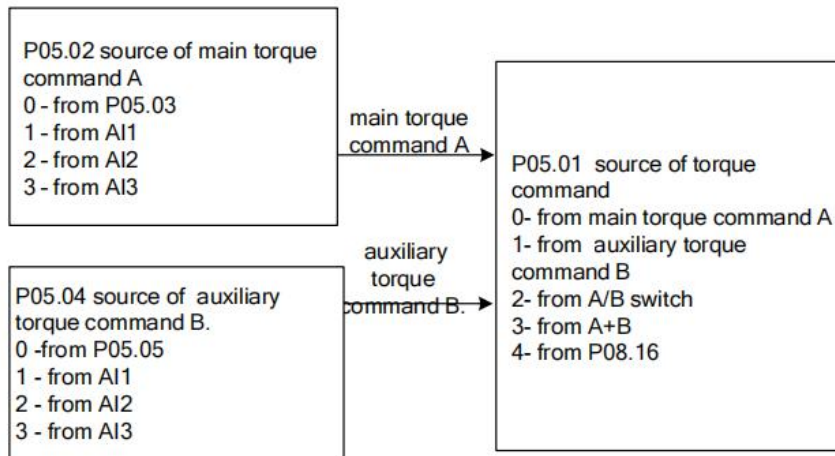 P05.02 source of main torque
command A
0 - from P05.03
1 - from AI1
2 - from AI2
3 - from AI3
main torque
command A
P05.04 source of  auxiliary
torque command B.
0 -from P05.05
1 - from AI1
2 - from AI2
3 - from AI3
auxiliary
torque
command B.
P05.01  source of torque
command
0- from main torque command A
1- from  auxiliary torque
command B
2- from A/B switch
3- from A+B
4- from P08.16